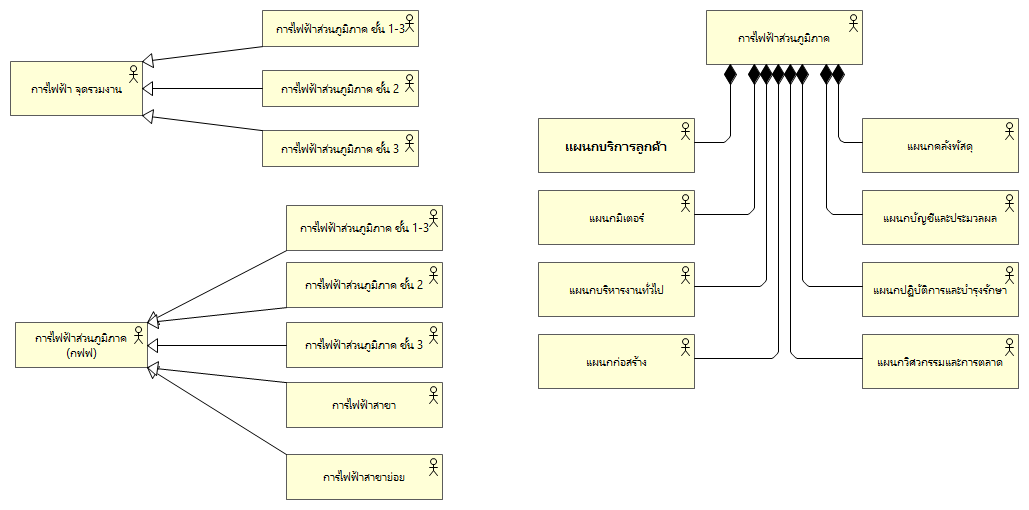 การไฟฟ้าส่วนภูมิภาค ชั้น 1-3
การไฟฟ้า จุดรวมงาน
การไฟฟ้าส่วนภูมิภาค ชั้น 2
การไฟฟ้าส่วนภูมิภาค ชั้น 3
การไฟฟ้าส่วนภูมิภาค ชั้น 1-3
การไฟฟ้าส่วนภูมิภาค ชั้น 2
การไฟฟ้าส่วนภูมิภาค
(กฟฟ)
การไฟฟ้าส่วนภูมิภาค ชั้น 3
การไฟฟ้าสาขา
การไฟฟ้าสาขาย่อย
การไฟฟ้าส่วนภูมิภาค
แผนกบริการลูกค้า
แผนกคลังพัสดุ
แผนกมิเตอร์
แผนกบัญชีและประมวลผล
แผนกบริหารงานทั่วไป
แผนกปฏิบัติการและบำรุงรักษา
แผนกก่อสร้าง
แผนกวิศวกรรมและการตลาด